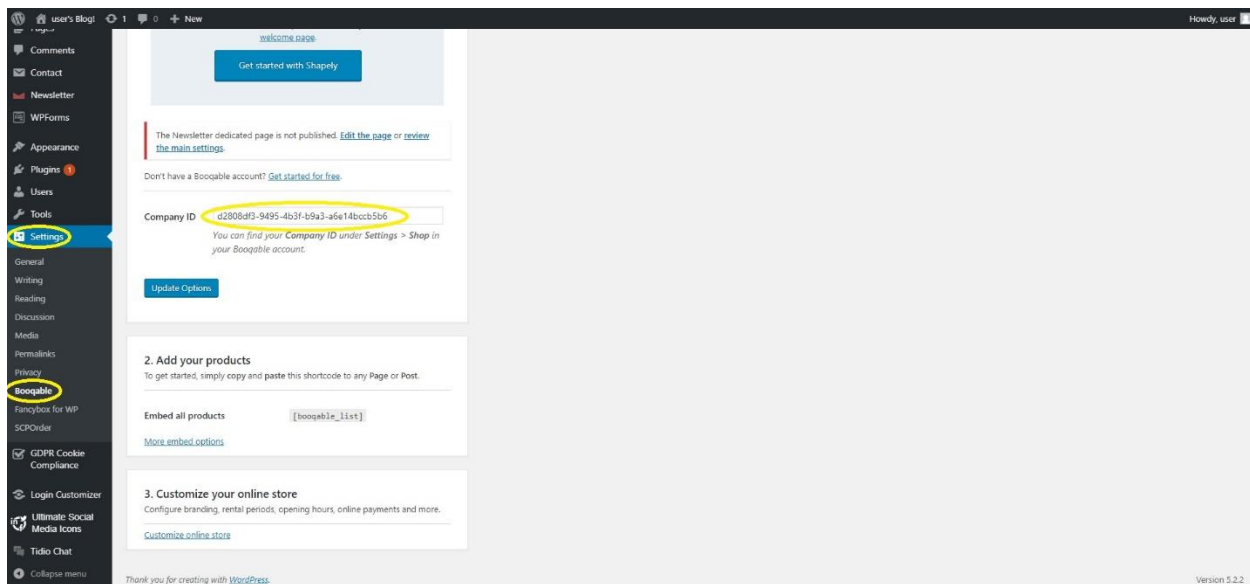 user's Blog! 1 0 + New
Howdy, user
Pages
Comments
Contact
Newsletter
WPForms
Appearance
Plugins 1
Users
Tools
Settings
General
Writing
Reading
Discussion
Media
Permalinks
Privacy
Booqable
Fancybox for WP
SCPOrder
GDPR Cookie
Compliance
Login Customizer
Ultimate Social
Media Icons
Tidio Chat
Collapse menu
welcome page.
Get started with Shapely
The Newsletter dedicated page is not published. Edit the page or review
the main settings.
Don't have a Booqable account? Get started for free.
Company ID d2808df3-9495-4b3f-b9a3-a6e14bccb5b6
You can find your Company ID under Settings > Shop in
your Booqable account.
Update Options
2. Add your products
To get started, simply copy and paste this shortcode to any Page or Post.
Embed all products [booqable_list]
More embed options
3. Customize your online store
Configure branding, rental periods, opening hours, online payments and more.
Customize online store
Thank you for creating with WordPress.
Version 5.2.2